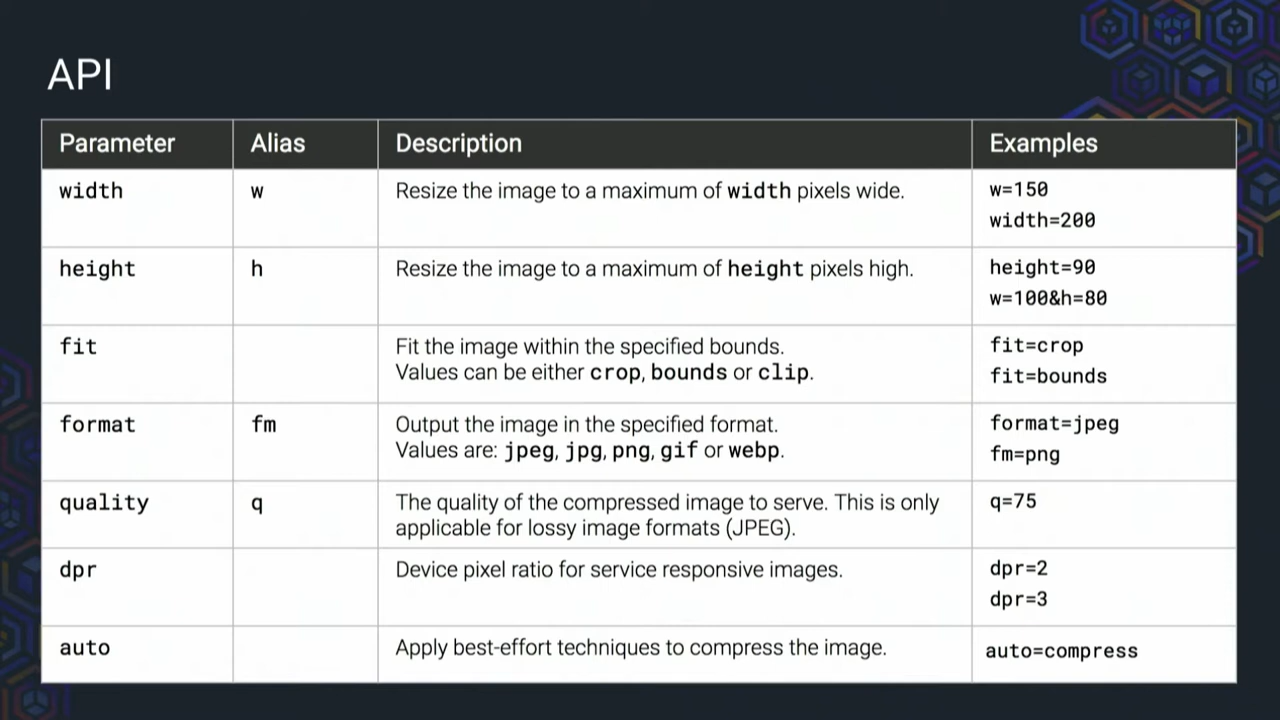 API
Parameter Alias Description Examples
width w Resize the image to a maximum of width pixels wide. w=150
width=200
height h Resize the image to a maximum of height pixels high. height=90
w=100&h=80
fit Fit the image within the specified bounds. fit=crop
Values can be either crop, bounds or clip. fit=bounds
format fm Output the image in the specified format. format=jpeg
Values are: jpeg, jpg, png, gif or webp. fm=png
quality q The quality of the compressed image to serve. This is only q=75
applicable for lossy image formats (JPEG).
dpr Device pixel ratio for service responsive images. dpr=2
dpr=3
auto Apply best-effort techniques to compress the image. auto=compress